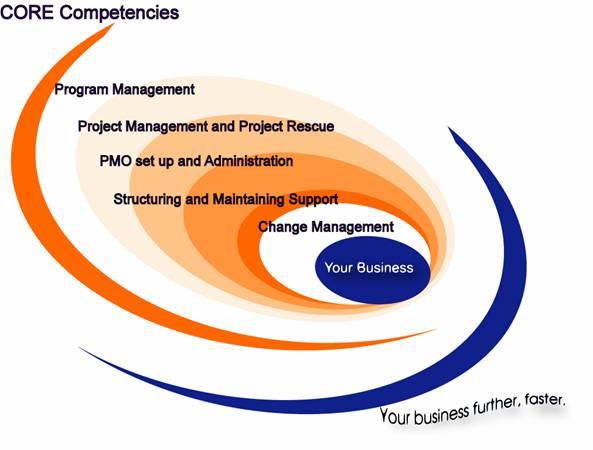 CORE Competencies
Program Management
Project Management and Project Rescue
PMO set up and Administration
Structuring and Maintaining Support
Change Management
Your Business
Your business further, faster.